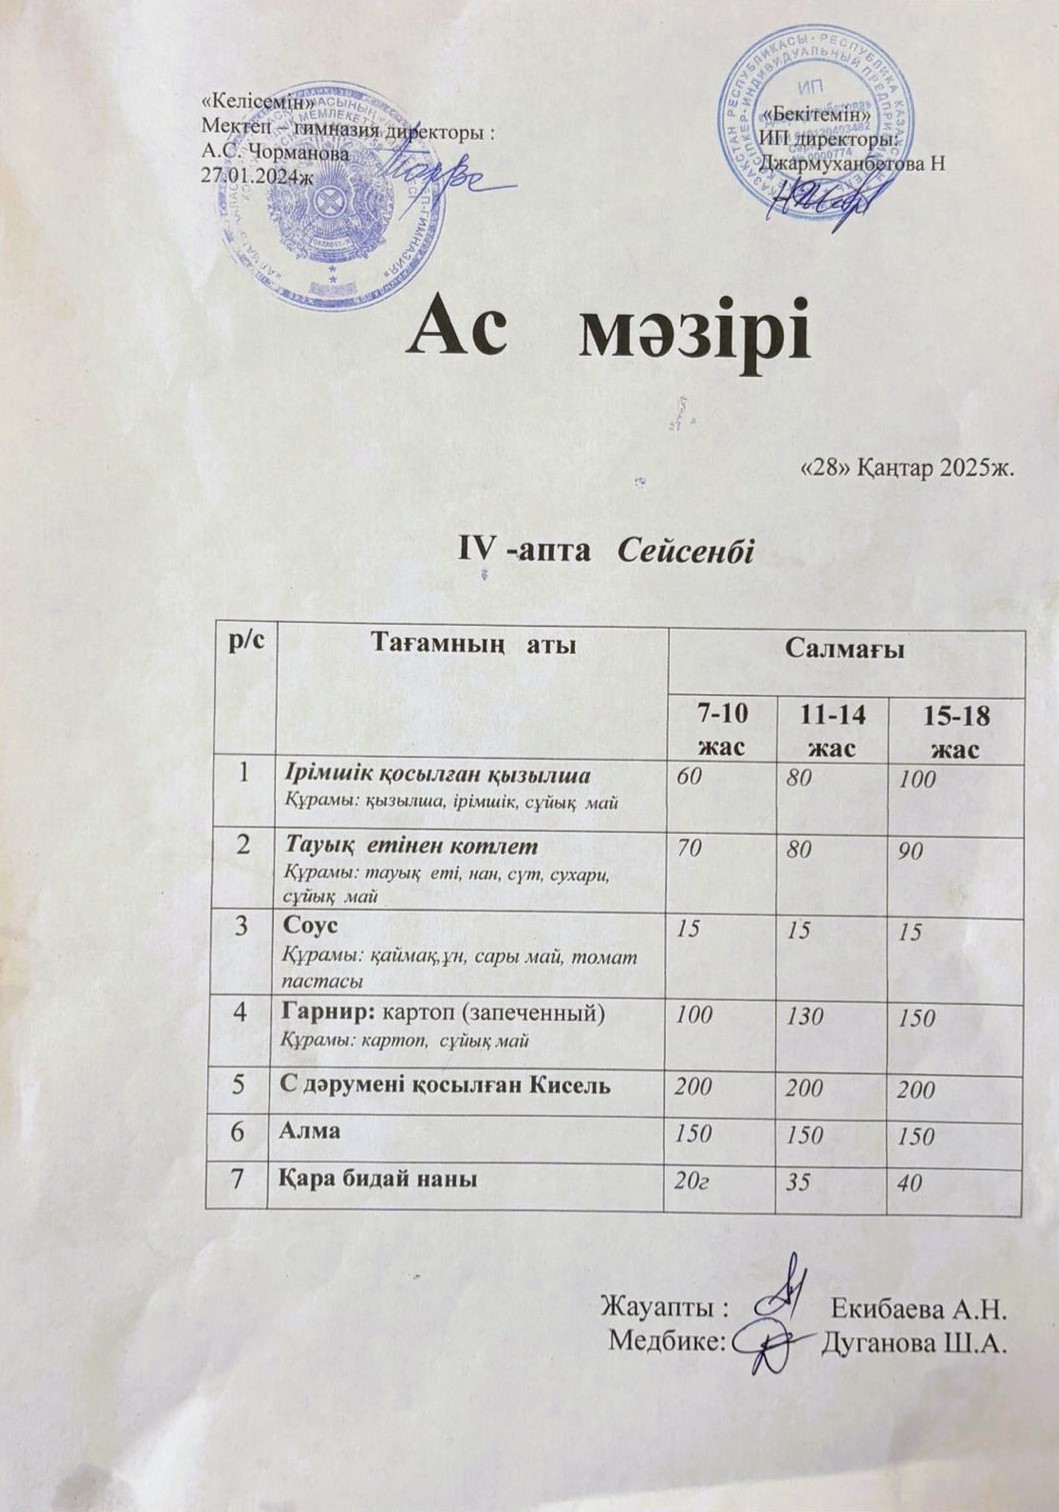 «Келісемін»
Мектеп – гимназия директоры :
А.С. Чорманова
27.01.2024ж
«Бекітемін»
ИП директоры:
Джармуханбетова Н
ИП
Ас мәзірі
«28» Қаңтар 2025ж.
IV -апта Сейсенбі
р/с Тағамның аты Салмағы
7-10 жас 11-14 жас 15-18 жас
1 Ірімшік қосылған қызылша 60 80 100
Құрамы: қызылша, ірімшік, сұйық май
2 Тауық етінен котлет 70 80 90
Құрамы: тауық еті, нан, сүт, сухари,
сұйық май
3 Соус 15 15 15
Құрамы: қаймақ,ұн, сары май, томат
пастасы
4 Гарнир: картоп (запеченный) 100 130 150
Құрамы: картоп, сұйық май
5 С дәрумені қосылған Кисель 200 200 200
6 Алма 150 150 150
7 Қара бидай наны 20г 35 40
Жауапты : Екибаева А.Н.
Медбике: Дуганова Ш.А.